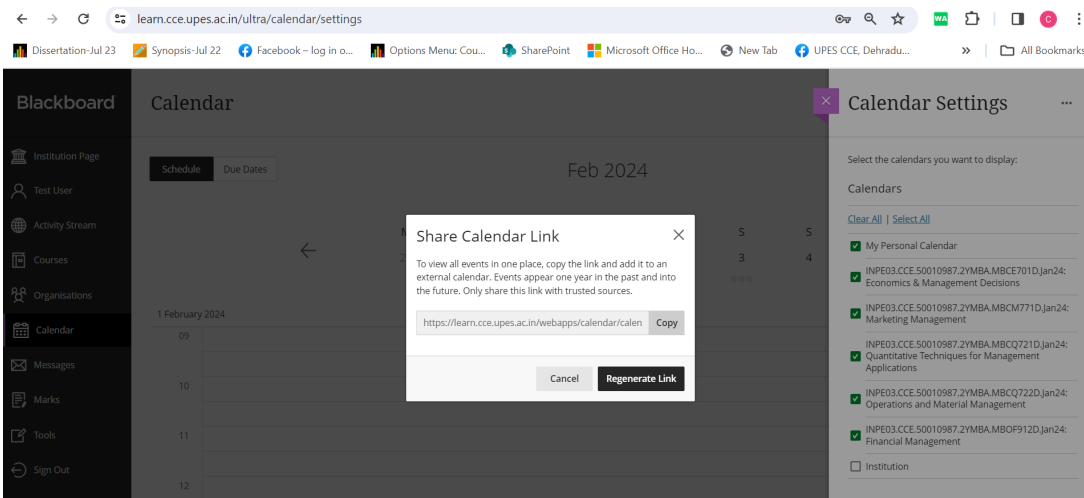 learn.cce.upes.ac.in/ultra/calendar/settings
WA
C
Dissertation-Jul 23
Synopsis-Jul 22
Facebook – log in o...
Options Menu: Cou...
SharePoint
Microsoft Office Ho...
New Tab
UPES CCE, Dehradu...
»
All Bookmarks
Blackboard
Institution Page
Test User
Activity Stream
Courses
Organisations
Calendar
Messages
Marks
Tools
Sign Out
Calendar
Schedule
Due Dates
Feb 2024
S
S
3
4
1 February 2024
09
10
11
12
Share Calendar Link
To view all events in one place, copy the link and add it to an
external calendar. Events appear one year in the past and into
the future. Only share this link with trusted sources.
https://learn.cce.upes.ac.in/webapps/calendar/calen
Copy
Cancel
Regenerate Link
Calendar Settings
Select the calendars you want to display:
Calendars
Clear All | Select All
My Personal Calendar
INPE03.CCE.50010987.2YMBA.MBCE701D.Jan24:
Economics & Management Decisions
INPE03.CCE.50010987.2YMBA.MBCM771D.Jan24:
Marketing Management
INPE03.CCE.50010987.2YMBA.MBCQ721D.Jan24:
Quantitative Techniques for Management
Applications
INPE03.CCE.50010987.2YMBA.MBCQ722D.Jan24:
Operations and Material Management
INPE03.CCE.50010987.2YMBA.MBOF912D.Jan24:
Financial Management
Institution